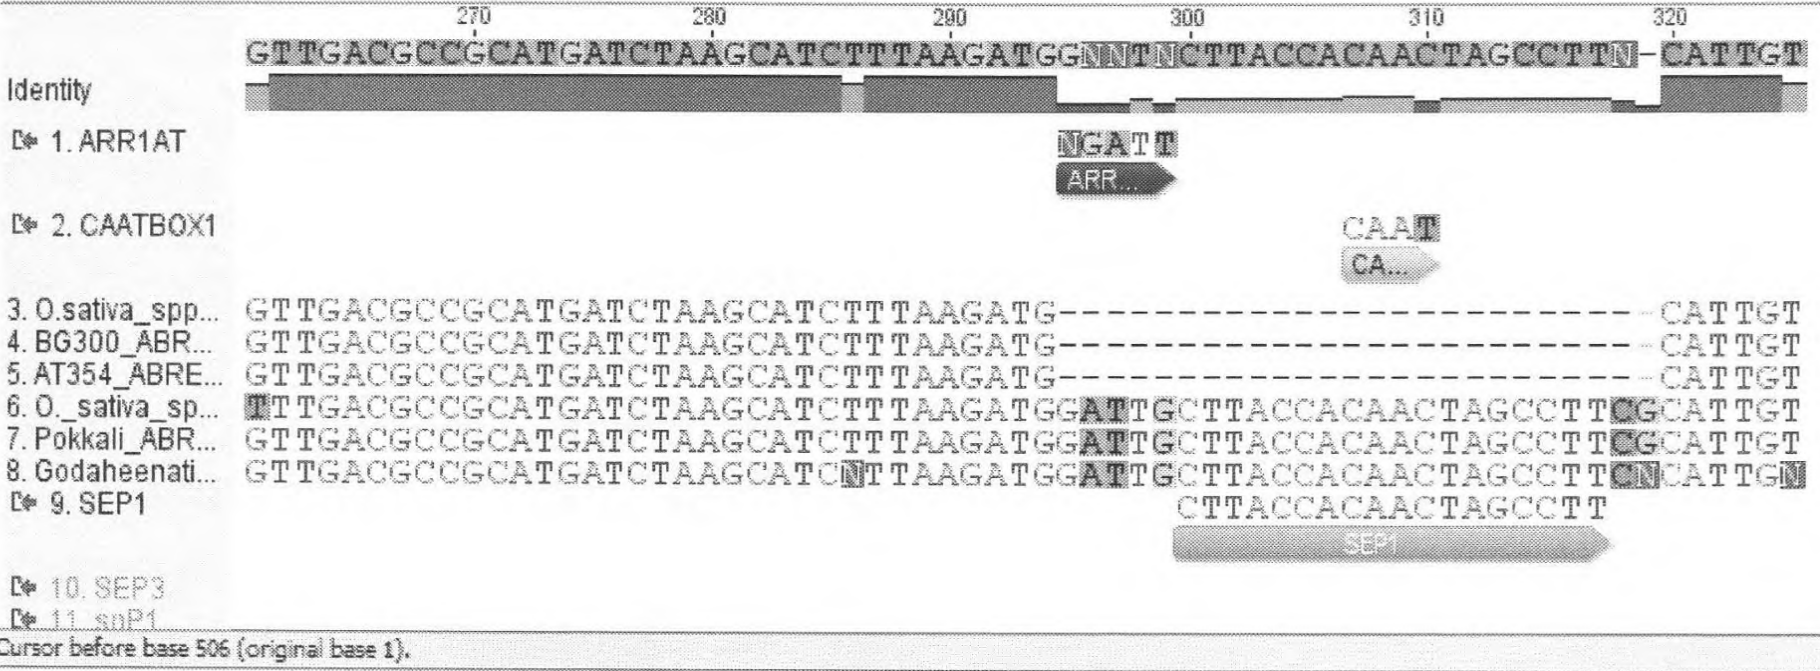 270 280 290 300 310 320
GTTGACGCCGCATGATCTAAGCATCTTTAAGATGGNNTNCTTACCACAACTAGCCTTN-CATTGT
Identity
1. ARR1AT NGATT
ARR...
2. CAATBOX1 CAAT
CA...
3. O.sativa_spp... GTTGACGCCGCATGATCTAAGCATCTTTAAGATG-------------------------CATTGT
4. BG300_ABR... GTTGACGCCGCATGATCTAAGCATCTTTAAGATG-------------------------CATTGT
5. AT354_ABRE... GTTGACGCCGCATGATCTAAGCATCTTTAAGATG-------------------------CATTGT
6. O._sativa_sp... TTTGACGCCGCATGATCTAAGCATCTTTAAGATGGATTGCTTACCACAACTAGCCTTCGCATTGT
7. Pokkali_ABR... GTTGACGCCGCATGATCTAAGCATCTTTAAGATGGATTGCTTACCACAACTAGCCTTCGCATTGT
8. Godaheenati... GTTGACGCCGCATGATCTAAGCATCNTTAAGATGGATTGCTTACCACAACTAGCCTTCNCATTGN
9. SEP1 CTTACCACAACTAGCCTT
SEP1
10. SEP3
11. snP1
Cursor before base 506 (original base 1).